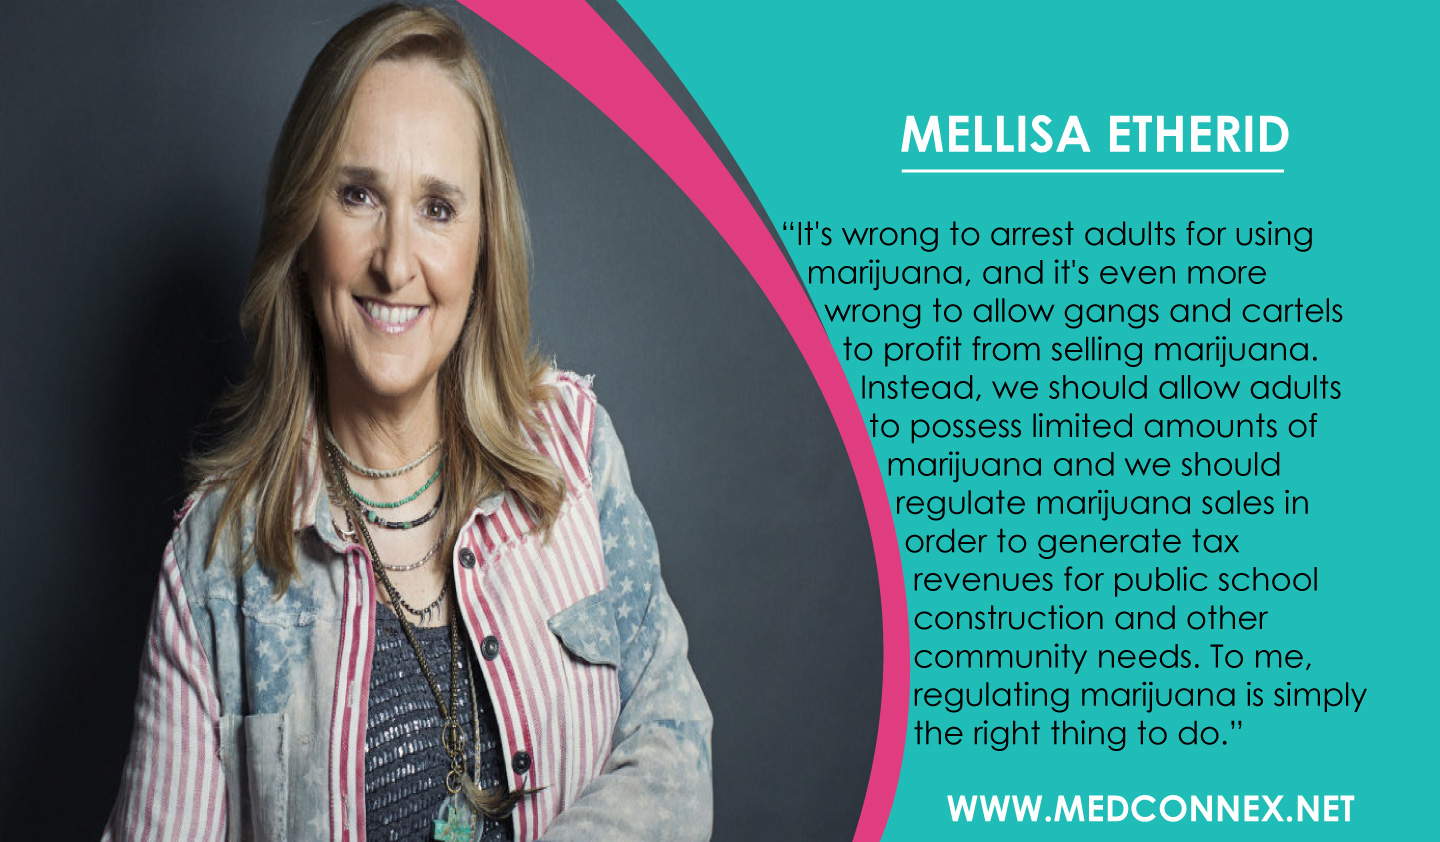 MELLISA ETHERID
“It's wrong to arrest adults for using
marijuana, and it's even more
wrong to allow gangs and cartels
to profit from selling marijuana.
Instead, we should allow adults
to possess limited amounts of
marijuana and we should
regulate marijuana sales in
order to generate tax
revenues for public school
construction and other
community needs. To me,
regulating marijuana is simply
the right thing to do.”
WWW.MEDCONNEX.NET